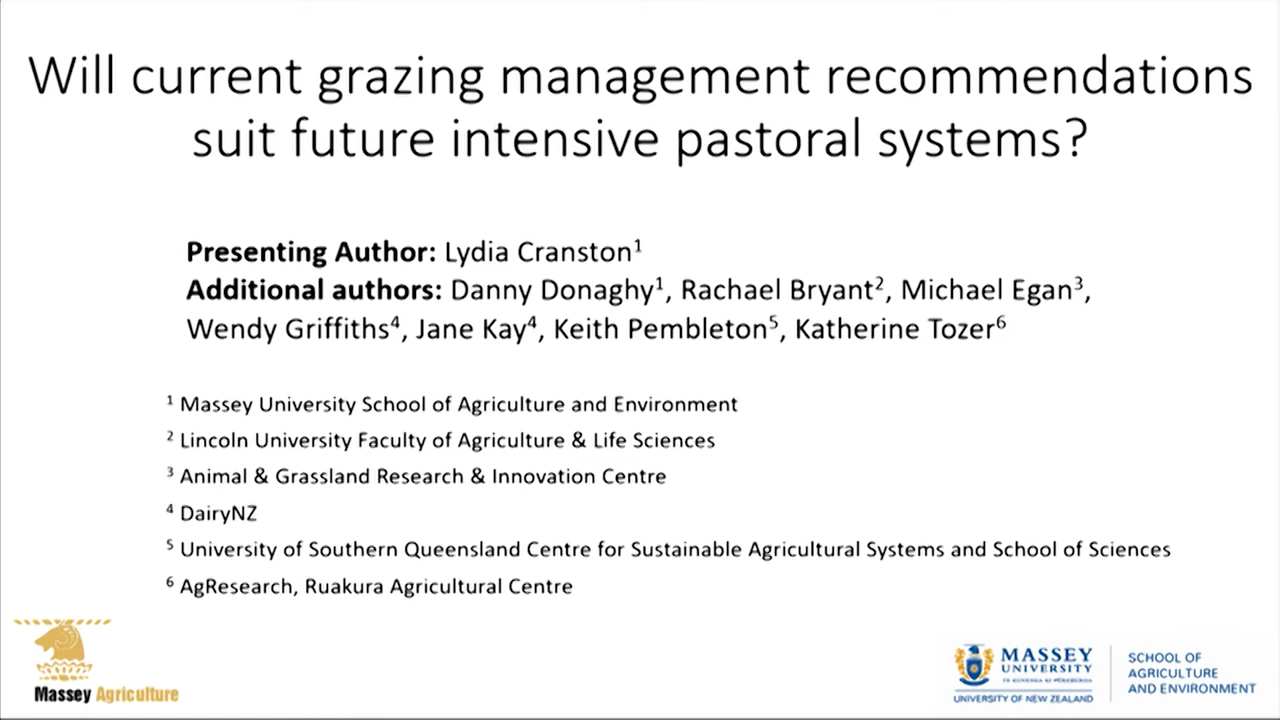 Will current grazing management recommendations
suit future intensive pastoral systems?
Presenting Author: Lydia Cranston¹
Additional authors: Danny Donaghy¹, Rachael Bryant², Michael Egan³,
Wendy Griffiths⁴, Jane Kay⁴, Keith Pembleton⁵, Katherine Tozer⁶
¹ Massey University School of Agriculture and Environment
² Lincoln University Faculty of Agriculture & Life Sciences
³ Animal & Grassland Research & Innovation Centre
⁴ DairyNZ
⁵ University of Southern Queensland Centre for Sustainable Agricultural Systems and School of Sciences
⁶ AgResearch, Ruakura Agricultural Centre
Massey Agriculture
MASSEY
UNIVERSITY
UNIVERSITY OF NEW ZEALAND
SCHOOL OF
AGRICULTURE
AND ENVIRONMENT